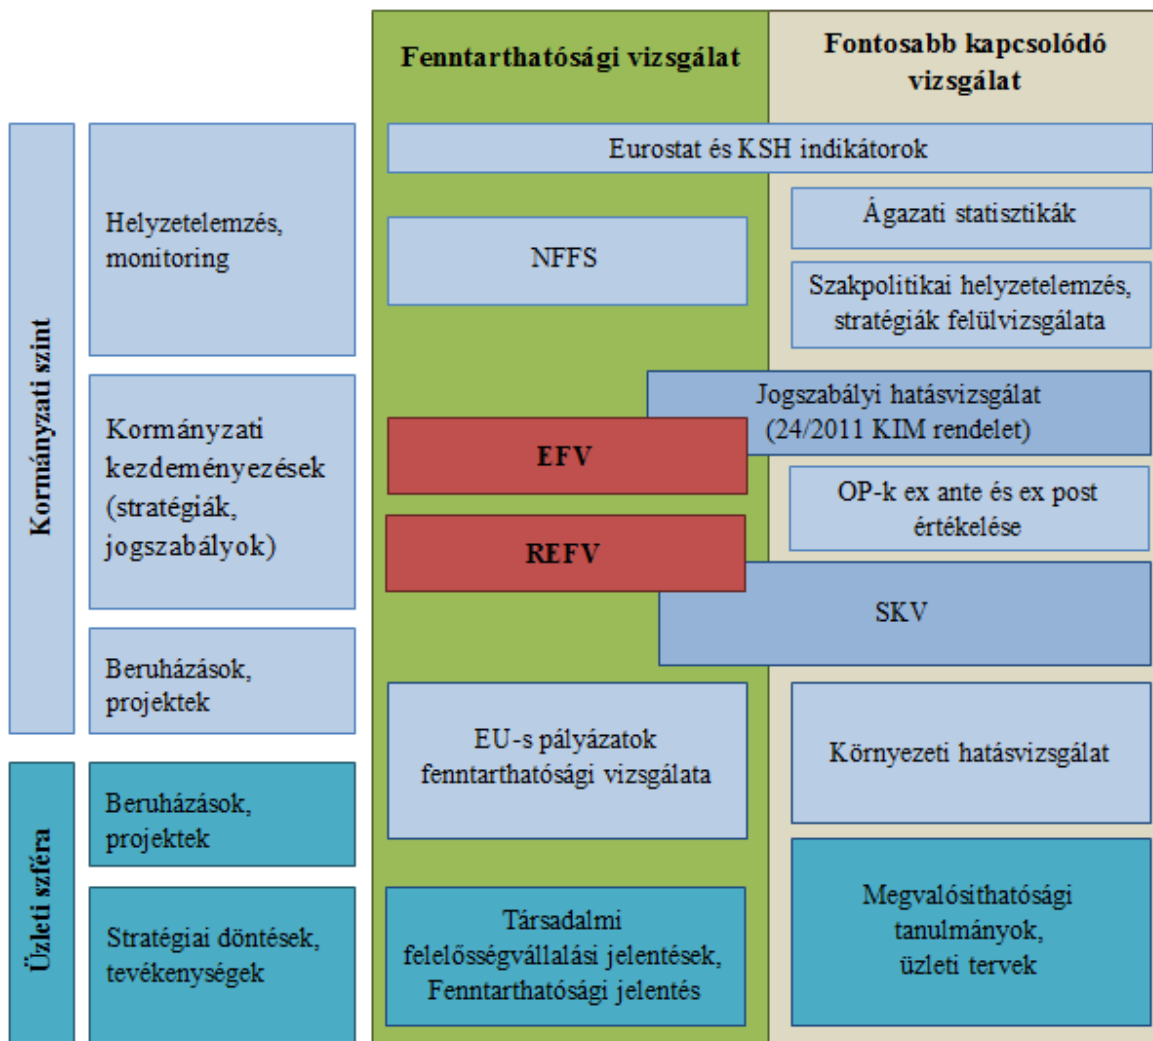 Fenntarthatósági vizsgálat
Fontosabb kapcsolódó
vizsgálat
Kormányzati szint
Helyzetelemzés,
monitoring
Eurostat és KSH indikátorok
NFFS
Ágazati statisztikák
Szakpolitikai helyzetelemzés,
stratégiák felülvizsgálata
Kormányzati
kezdeményezések
(stratégiák,
jogszabályok)
EFV
REFV
Jogszabályi hatásvizsgálat
(24/2011 KIM rendelet)
OP-k ex ante és ex post
értékelése
SKV
Beruházások,
projektek
EU-s pályázatok
fenntarthatósági vizsgálata
Környezeti hatásvizsgálat
Üzleti szféra
Beruházások,
projektek
Stratégiai döntések,
tevékenységek
Társadalmi
felelősségvállalási jelentések,
Fenntarthatósági jelentés
Megvalósíthatósági
tanulmányok,
üzleti tervek